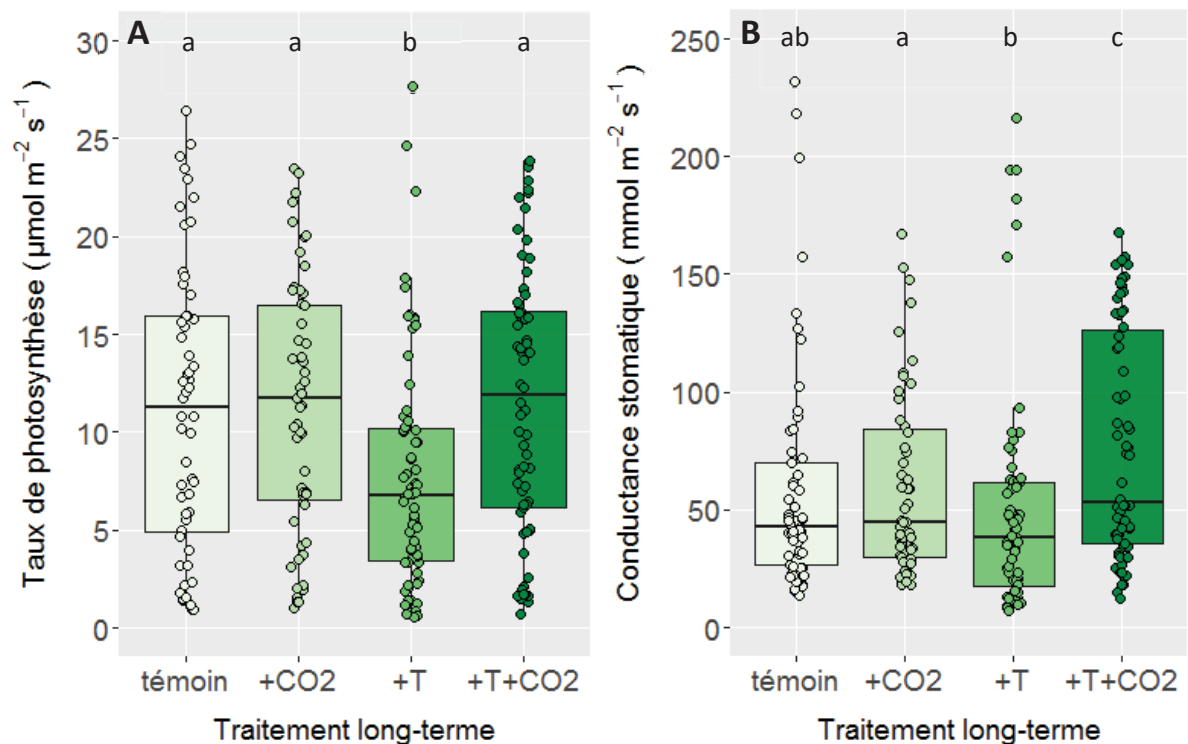 A
a a b a
30
25
20
15
10
5
0
Taux de photosynthèse ( µmol m⁻² s⁻¹ )
témoin +CO2 +T +T+CO2
Traitement long-terme
B
ab a b c
250
200
150
100
50
0
Conductance stomatique ( mmol m⁻² s⁻¹ )
témoin +CO2 +T +T+CO2
Traitement long-terme